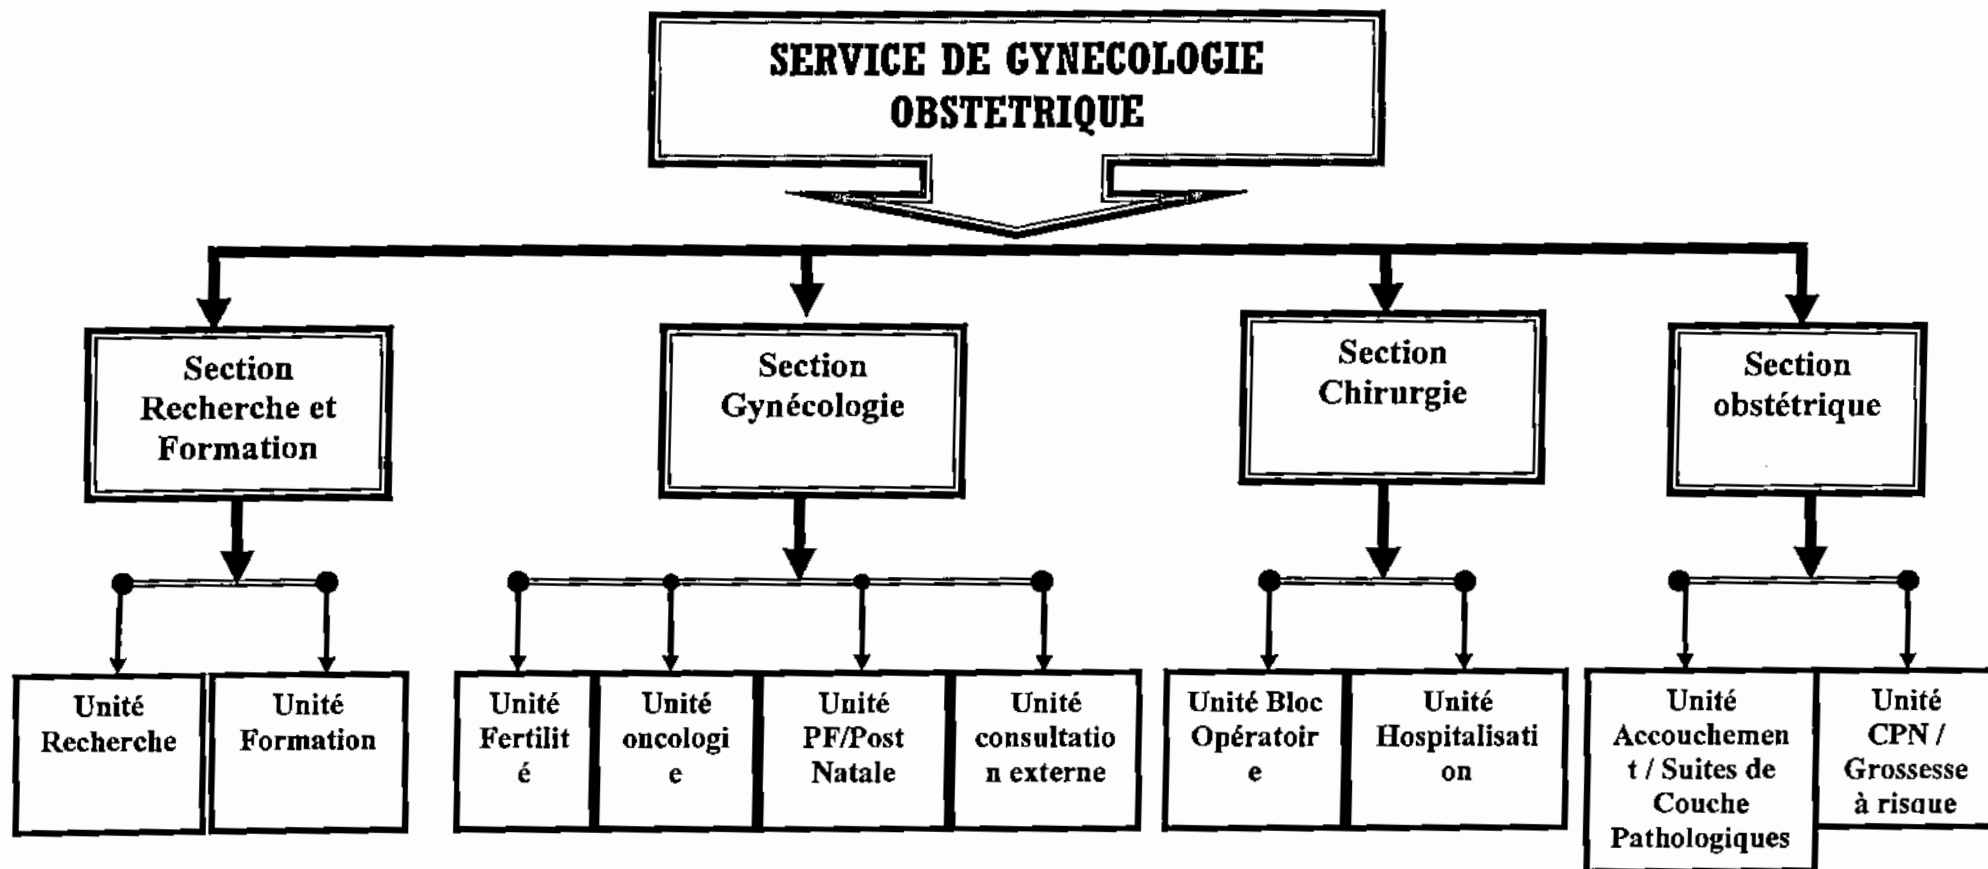 SERVICE DE GYNECOLOGIE
OBSTETRIQUE
Section
Recherche et
Formation
Section
Gynécologie
Section
Chirurgie
Section
obstétrique
Unité
Recherche
Unité
Formation
Unité
Fertilit
é
Unité
oncologi
e
Unité
PF/Post
Natale
Unité
consultatio
n externe
Unité Bloc
Opératoir
e
Unité
Hospitalisati
on
Unité
Accouchemen
t / Suites de
Couche
Pathologiques
Unité
CPN /
Grossesse
à risque